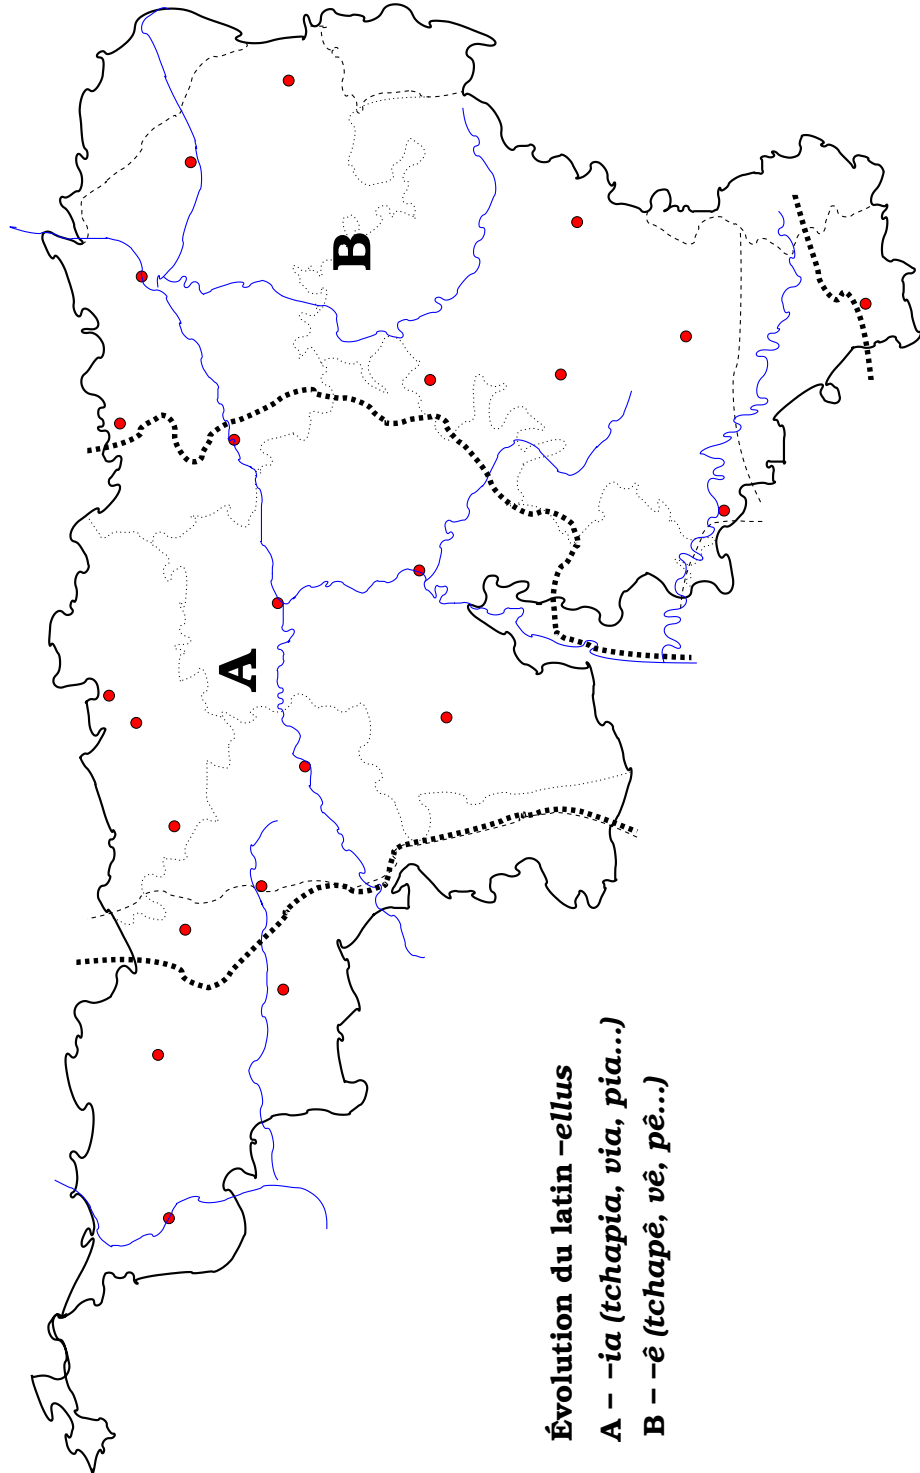 A
B
Évolution du latin –ellus
A – –ia (tchapia, via, pia...)
B – –ê (tchapê, vê, pê...)